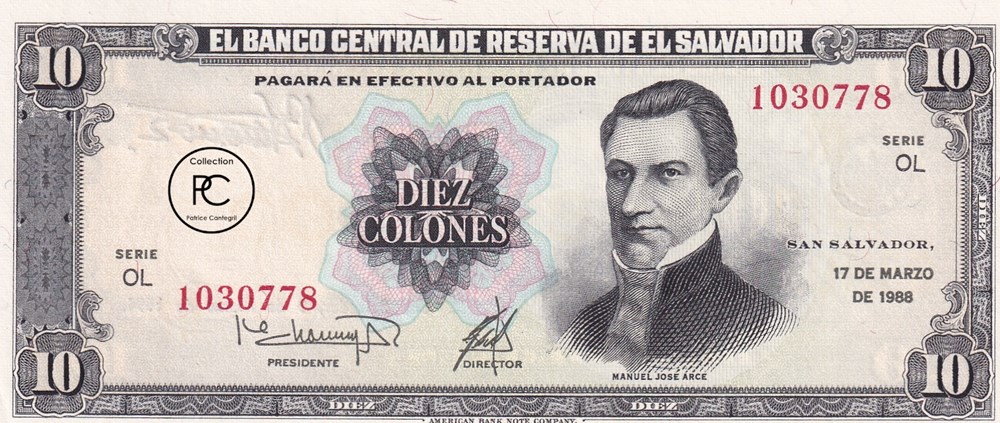 10 EL BANCO CENTRAL DE RESERVA DE EL SALVADOR 10
PAGARÁ EN EFECTIVO AL PORTADOR
1030778
SERIE
OL
Collection
PC
Patrice Cantegril
DIEZ
COLONES
SAN SALVADOR,
17 DE MARZO
DE 1988
SERIE
OL
1030778
PRESIDENTE
DIRECTOR
MANUEL JOSE ARCE
DIEZ
10 DIEZ DIEZ 10
AMERICAN BANK NOTE COMPANY.